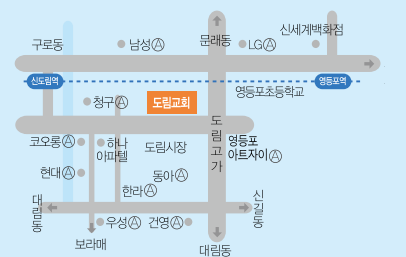 신세계백화점
구로동
남성Ⓐ
문래동
LGⒶ
신도림역
영등포역
영등포초등학교
청구Ⓐ
도림교회
도림고가
코오롱Ⓐ
하나
아파텔
도림시장
영등포
아트자이Ⓐ
현대Ⓐ
동아Ⓐ
한라Ⓐ
대림동
신길동
우성Ⓐ
건영Ⓐ
보라매
대림동